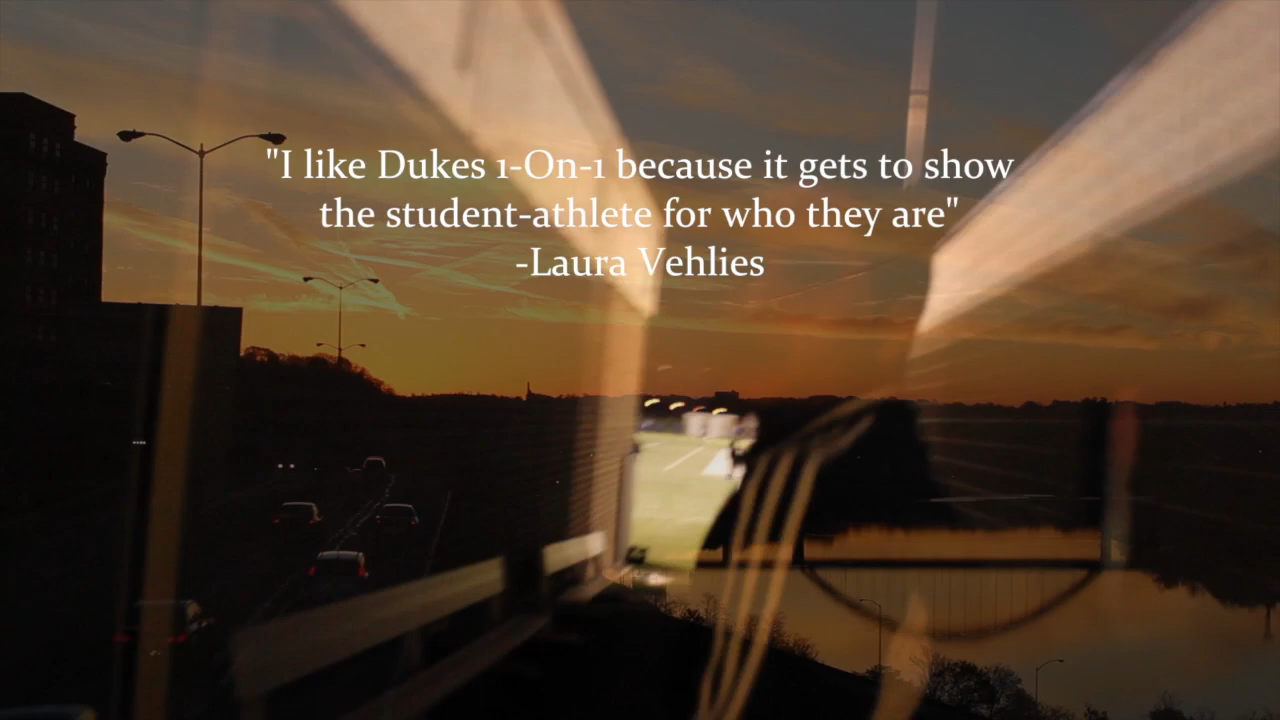 "I like Dukes 1-On-1 because it gets to show
the student-athlete for who they are"
-Laura Vehlies